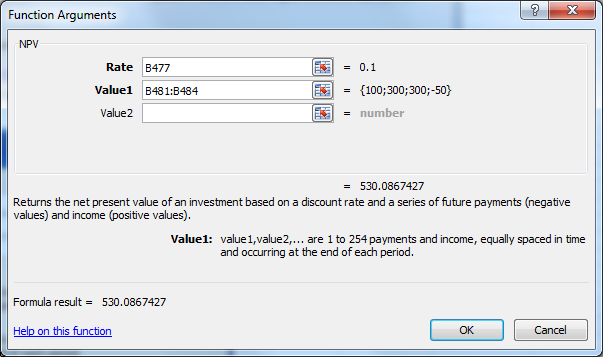 Function Arguments
NPV
Rate B477 = 0.1
Value1 B481:B484 = {100;300;300;-50}
Value2 = number
= 530.0867427
Returns the net present value of an investment based on a discount rate and a series of future payments (negative
values) and income (positive values).
Value1: value1,value2,... are 1 to 254 payments and income, equally spaced in time
and occurring at the end of each period.
Formula result = 530.0867427
Help on this function
OK Cancel